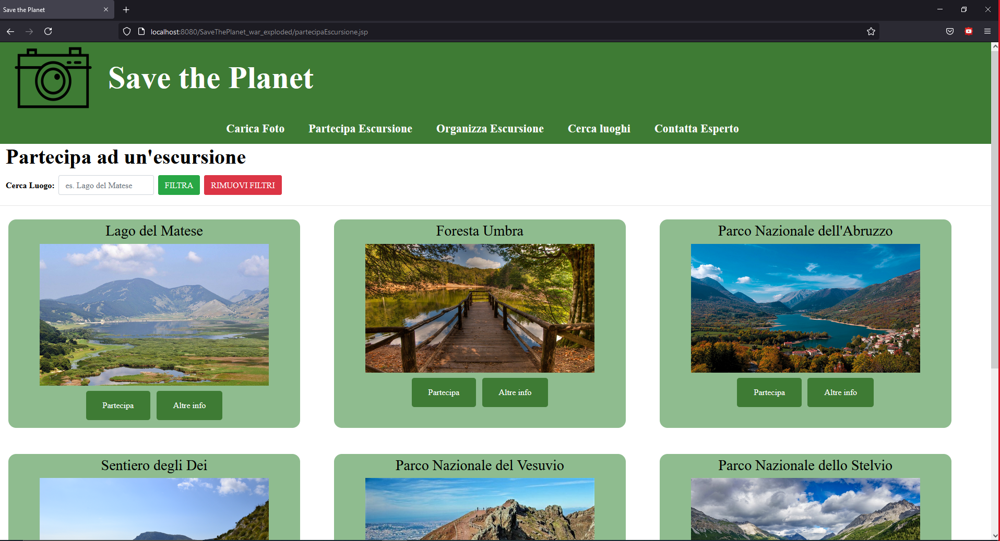 Save the Planet
localhost:8080/SaveThePlanet_war_exploded/partecipaEscursione.jsp
Save the Planet
Carica Foto Partecipa Escursione Organizza Escursione Cerca luoghi Contatta Esperto
Partecipa ad un'escursione
Cerca Luogo: es. Lago del Matese FILTRA RIMUOVI FILTRI
Lago del Matese
Partecipa Altre info
Foresta Umbra
Partecipa Altre info
Parco Nazionale dell'Abruzzo
Partecipa Altre info
Sentiero degli Dei
Parco Nazionale del Vesuvio
Parco Nazionale dello Stelvio